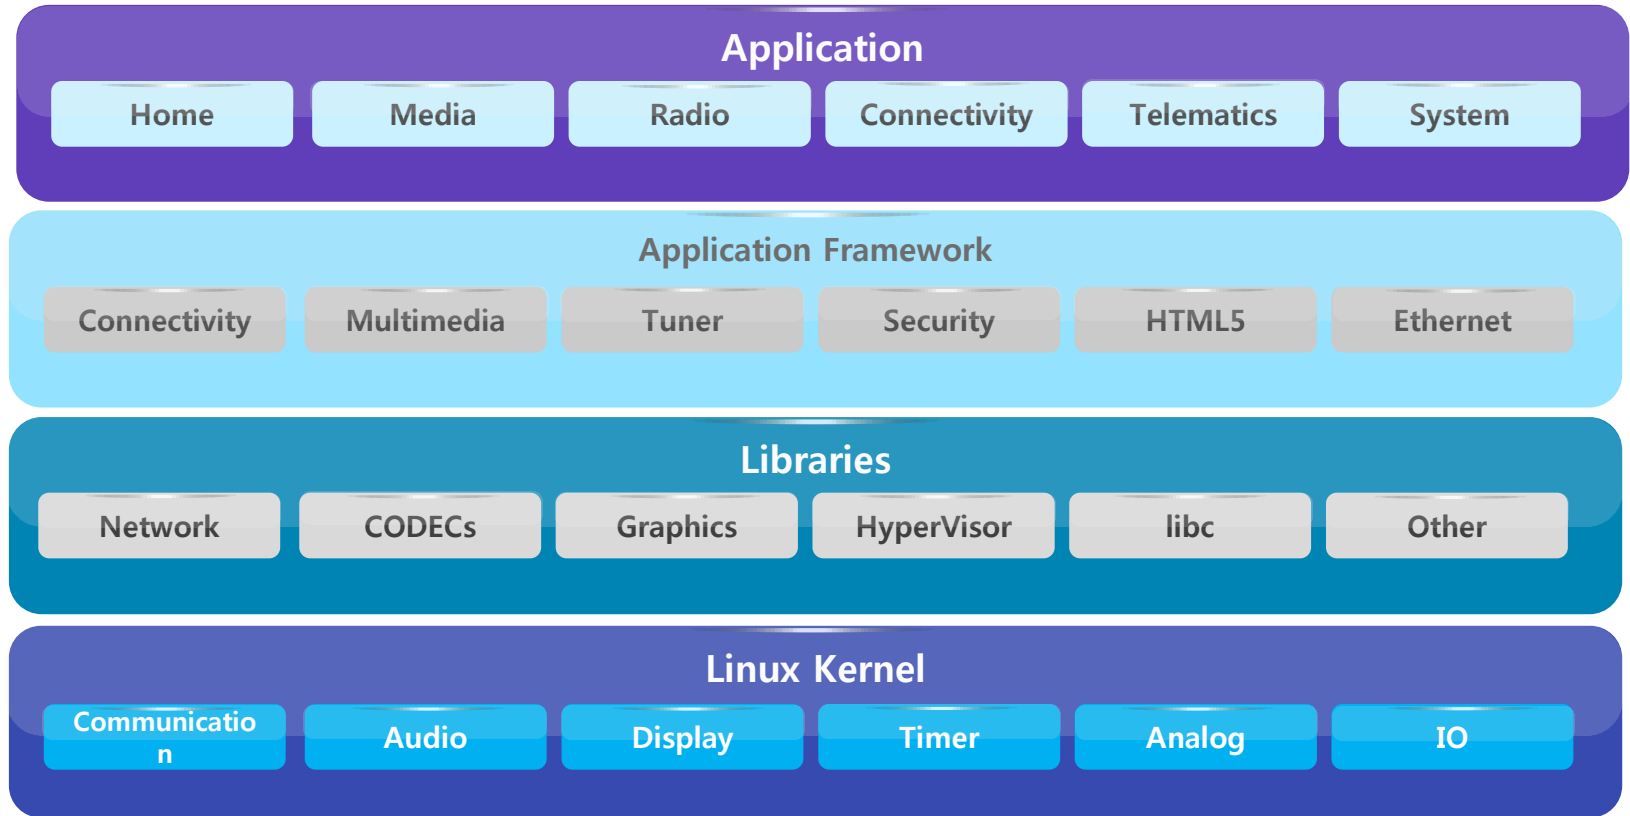 Application
Home Media Radio Connectivity Telematics System
Application Framework
Connectivity Multimedia Tuner Security HTML5 Ethernet
Libraries
Network CODECs Graphics HyperVisor libc Other
Linux Kernel
Communicatio
n
Audio Display Timer Analog IO